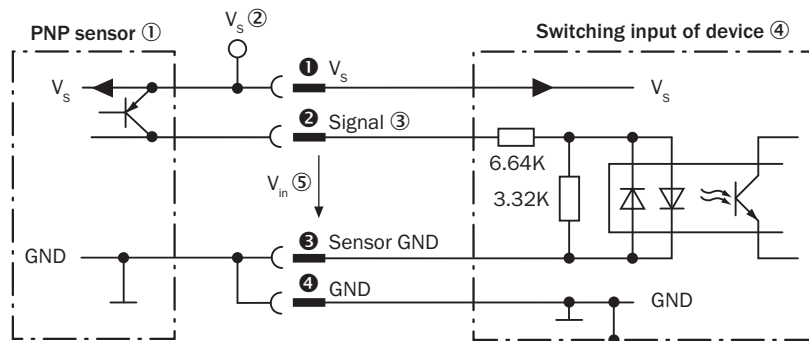 PNP sensor ①
V_S ②
Switching input of device ④
V_S
❶ V_S
V_S
❷ Signal ③
6.64K
3.32K
V_in ⑤
❸ Sensor GND
GND
❹ GND
GND